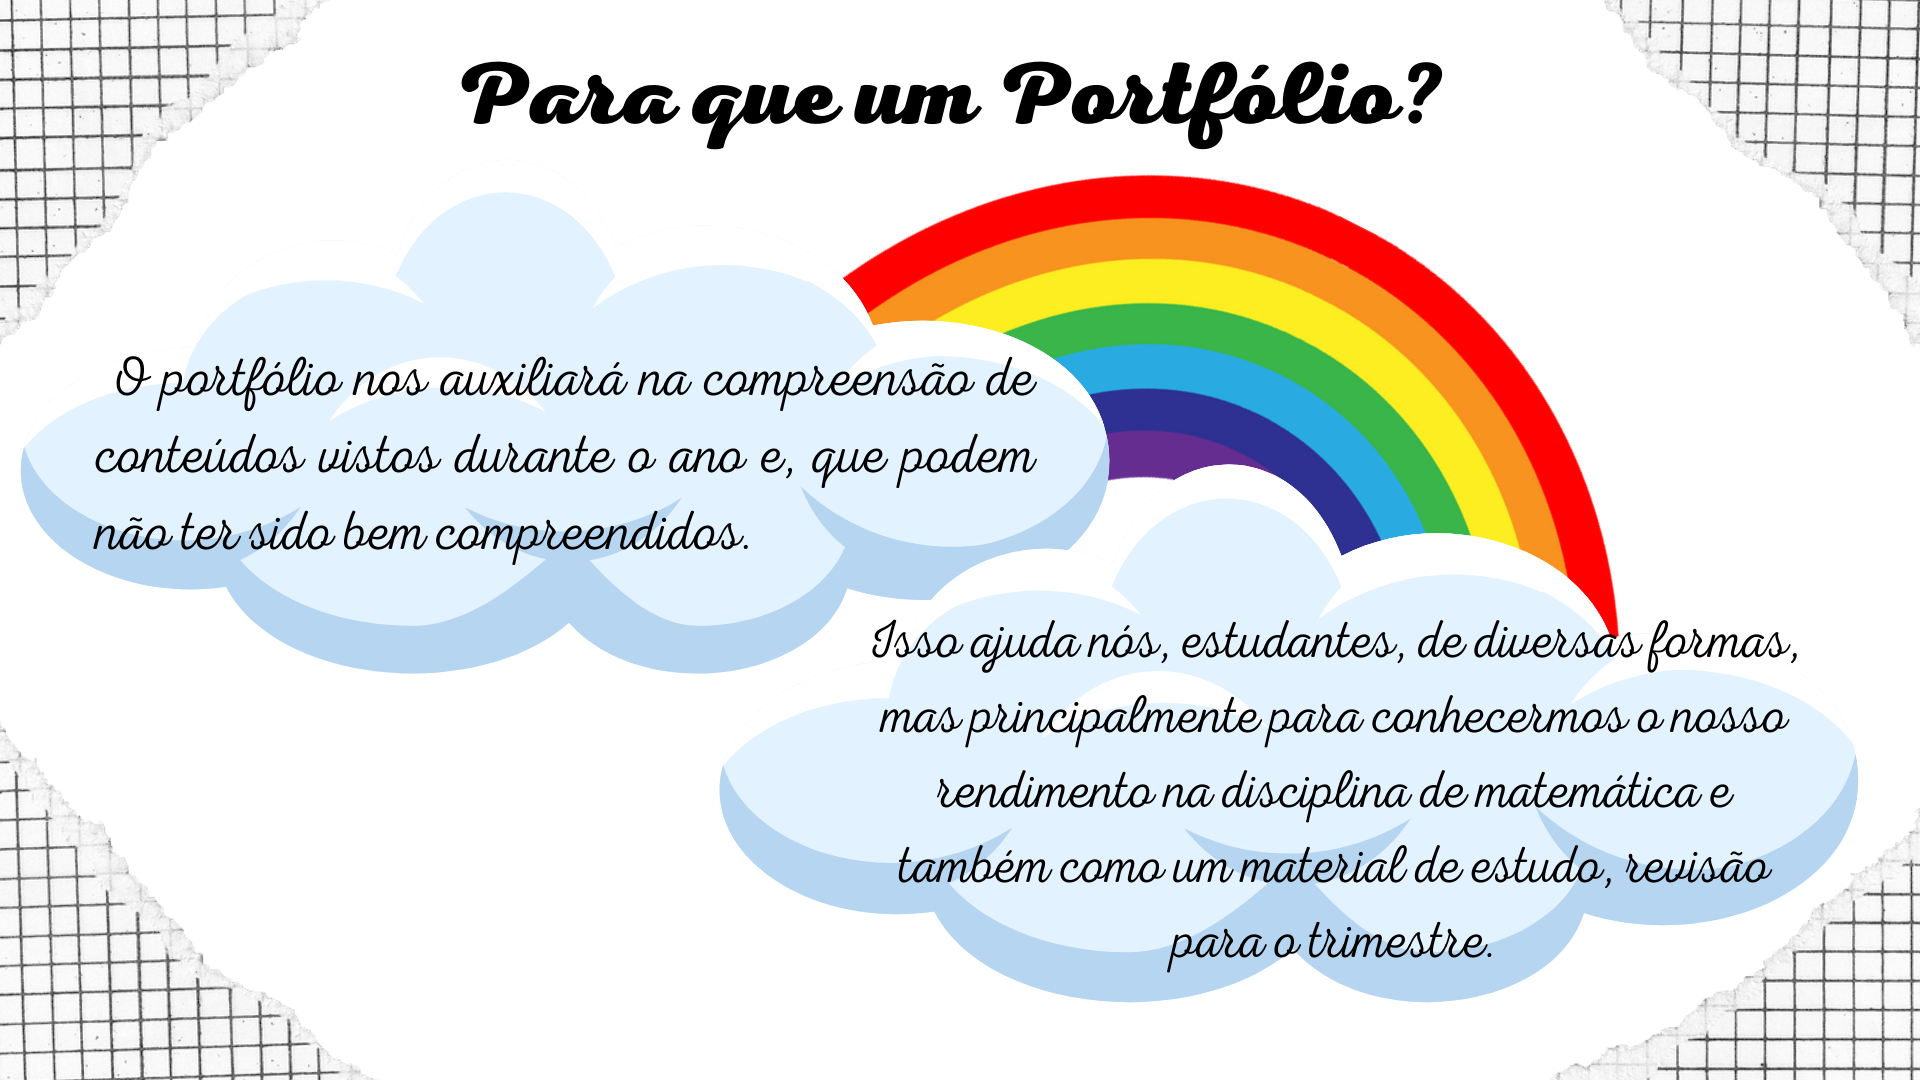 Para que um Portfólio?
O portfólio nos auxiliará na compreensão de
conteúdos vistos durante o ano e, que podem
não ter sido bem compreendidos.
Isso ajuda nós, estudantes, de diversas formas,
mas principalmente para conhecermos o nosso
rendimento na disciplina de matemática e
também como um material de estudo, revisão
para o trimestre.